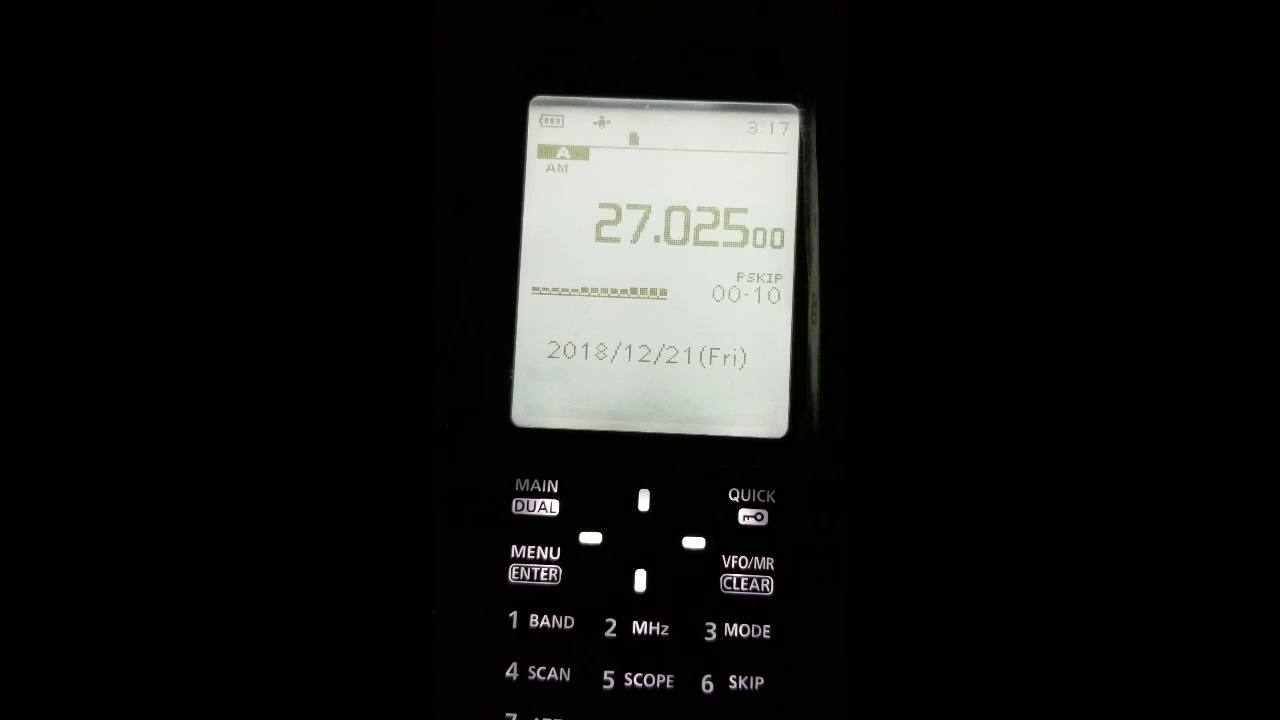 3:17
A
AM
27.02500
PSKIP
00-10
2018/12/21(Fri)
MAIN
DUAL
QUICK
MENU
ENTER
VFO/MR
CLEAR
1 BAND 2 MHz 3 MODE
4 SCAN 5 SCOPE 6 SKIP
7